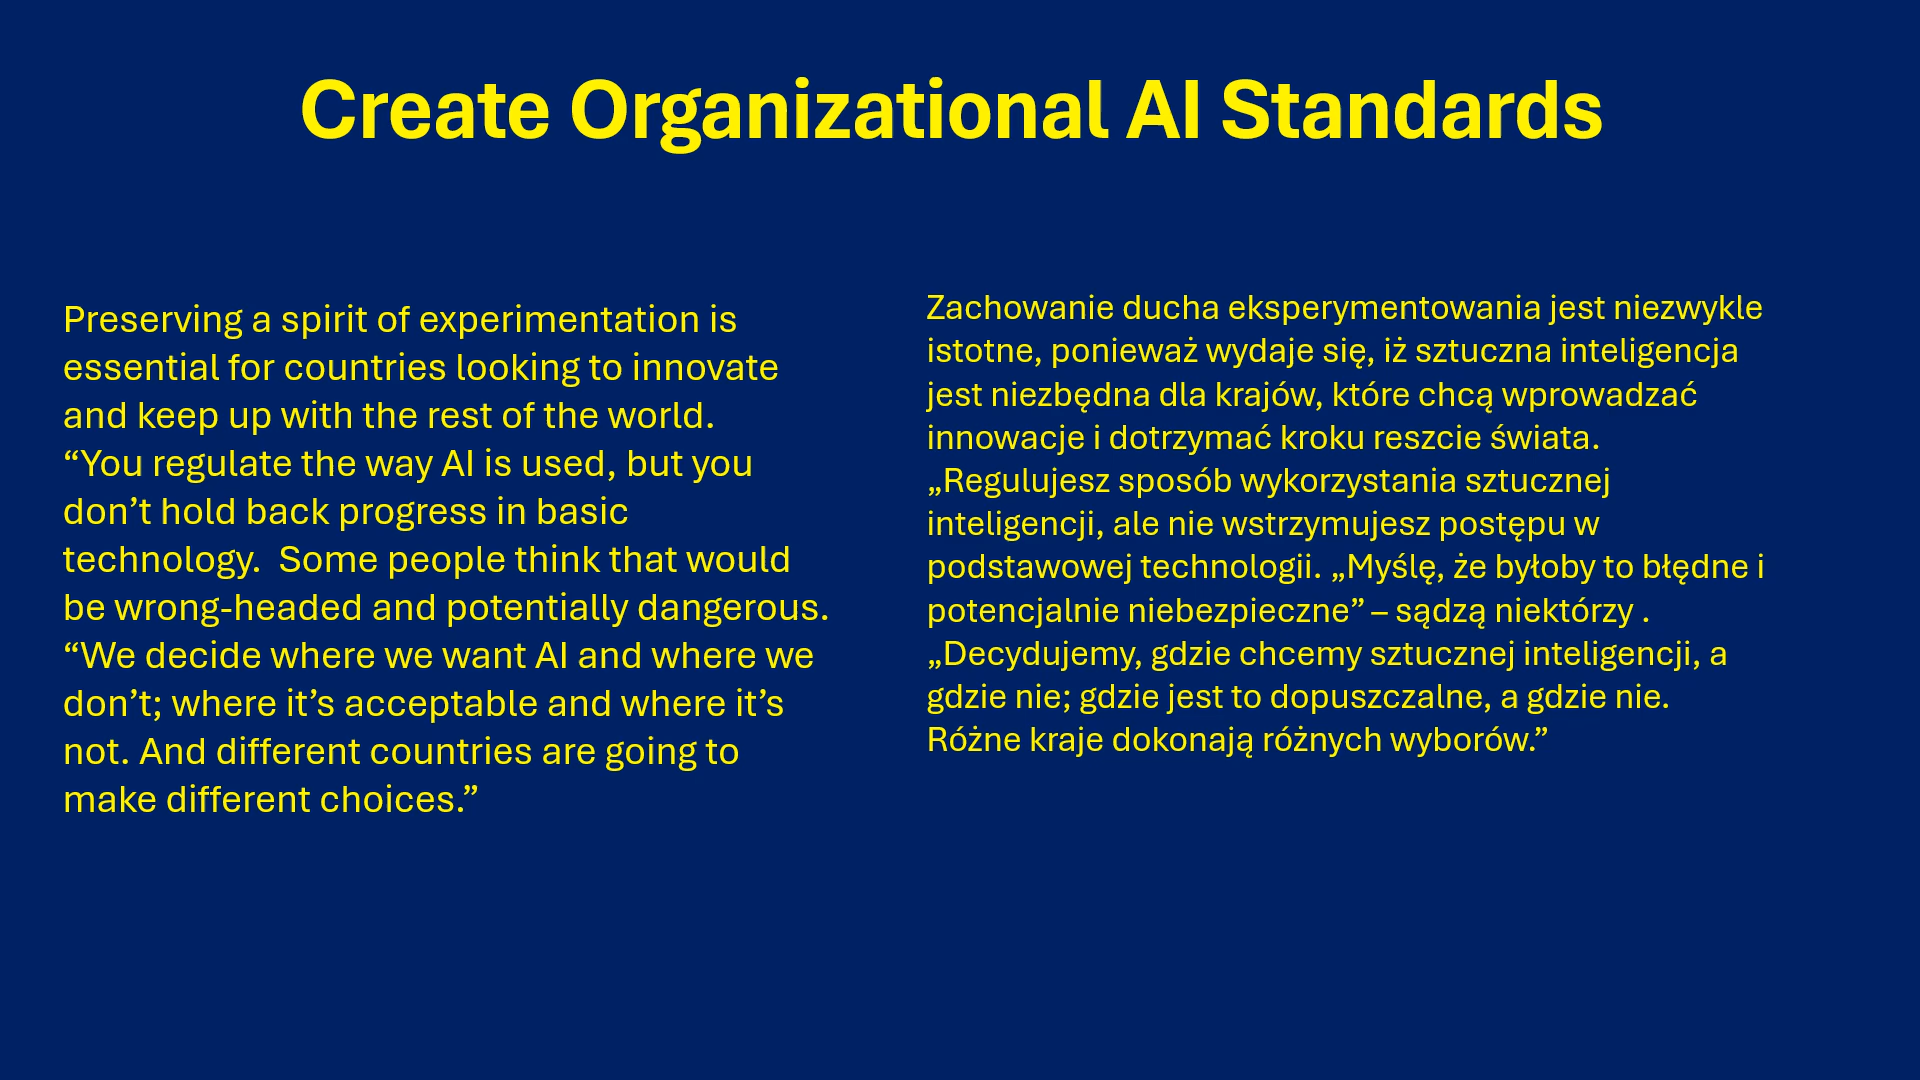 Create Organizational AI Standards
Preserving a spirit of experimentation is
essential for countries looking to innovate
and keep up with the rest of the world.
“You regulate the way AI is used, but you
don’t hold back progress in basic
technology.  Some people think that would
be wrong-headed and potentially dangerous.
“We decide where we want AI and where we
don’t; where it’s acceptable and where it’s
not. And different countries are going to
make different choices.”
Zachowanie ducha eksperymentowania jest niezwykle
istotne, ponieważ wydaje się, iż sztuczna inteligencja
jest niezbędna dla krajów, które chcą wprowadzać
innowacje i dotrzymać kroku reszcie świata.
„Regulujesz sposób wykorzystania sztucznej
inteligencji, ale nie wstrzymujesz postępu w
podstawowej technologii. „Myślę, że byłoby to błędne i
potencjalnie niebezpieczne” – sądzą niektórzy .
„Decydujemy, gdzie chcemy sztucznej inteligencji, a
gdzie nie; gdzie jest to dopuszczalne, a gdzie nie.
Różne kraje dokonają różnych wyborów.”